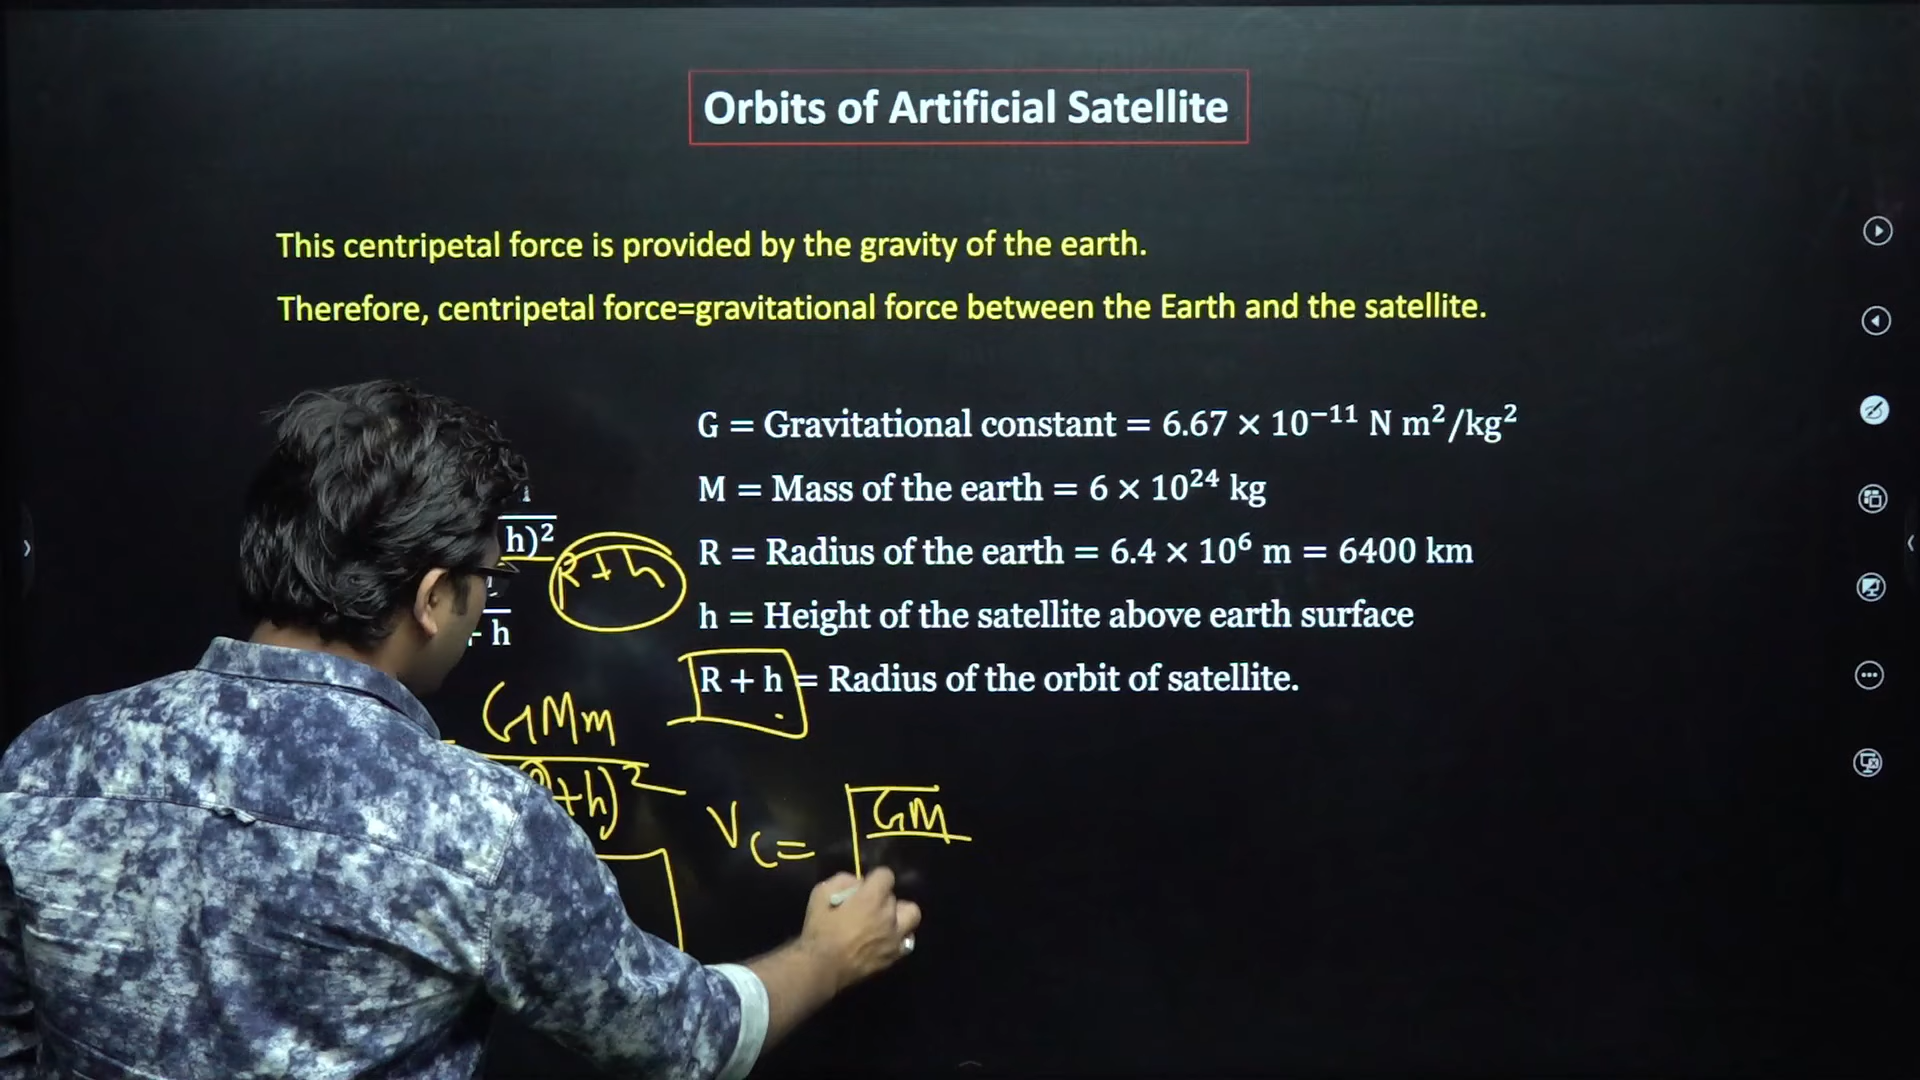 Orbits of Artificial Satellite
This centripetal force is provided by the gravity of the earth.
Therefore, centripetal force=gravitational force between the Earth and the satellite.
G = Gravitational constant = 6.67 × 10⁻¹¹ N m²/kg²
M = Mass of the earth = 6 × 10²⁴ kg
h)²
R + h
R = Radius of the earth = 6.4 × 10⁶ m = 6400 km
h = Height of the satellite above earth surface
h
R + h = Radius of the orbit of satellite.
GMm
+h)²
Vc = √GM